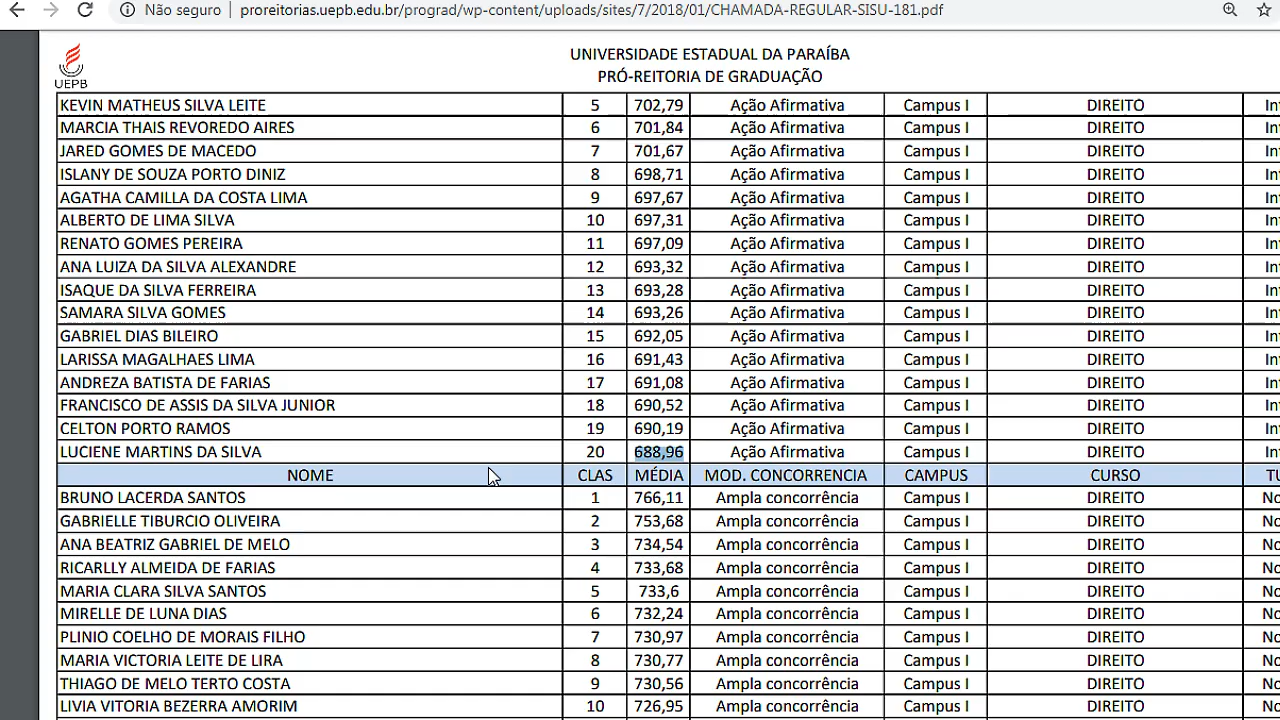 Não seguro proreitorias.uepb.edu.br/prograd/wp-content/uploads/sites/7/2018/01/CHAMADA-REGULAR-SISU-181.pdf
UEPB
UNIVERSIDADE ESTADUAL DA PARAÍBA
PRÓ-REITORIA DE GRADUAÇÃO
KEVIN MATHEUS SILVA LEITE 5 702,79 Ação Afirmativa Campus I DIREITO
MARCIA THAIS REVOREDO AIRES 6 701,84 Ação Afirmativa Campus I DIREITO
JARED GOMES DE MACEDO 7 701,67 Ação Afirmativa Campus I DIREITO
ISLANY DE SOUZA PORTO DINIZ 8 698,71 Ação Afirmativa Campus I DIREITO
AGATHA CAMILLA DA COSTA LIMA 9 697,67 Ação Afirmativa Campus I DIREITO
ALBERTO DE LIMA SILVA 10 697,31 Ação Afirmativa Campus I DIREITO
RENATO GOMES PEREIRA 11 697,09 Ação Afirmativa Campus I DIREITO
ANA LUIZA DA SILVA ALEXANDRE 12 693,32 Ação Afirmativa Campus I DIREITO
ISAQUE DA SILVA FERREIRA 13 693,28 Ação Afirmativa Campus I DIREITO
SAMARA SILVA GOMES 14 693,26 Ação Afirmativa Campus I DIREITO
GABRIEL DIAS BILEIRO 15 692,05 Ação Afirmativa Campus I DIREITO
LARISSA MAGALHAES LIMA 16 691,43 Ação Afirmativa Campus I DIREITO
ANDREZA BATISTA DE FARIAS 17 691,08 Ação Afirmativa Campus I DIREITO
FRANCISCO DE ASSIS DA SILVA JUNIOR 18 690,52 Ação Afirmativa Campus I DIREITO
CELTON PORTO RAMOS 19 690,19 Ação Afirmativa Campus I DIREITO
LUCIENE MARTINS DA SILVA 20 688,96 Ação Afirmativa Campus I DIREITO
NOME CLAS MÉDIA MOD. CONCORRENCIA CAMPUS CURSO
BRUNO LACERDA SANTOS 1 766,11 Ampla concorrência Campus I DIREITO
GABRIELLE TIBURCIO OLIVEIRA 2 753,68 Ampla concorrência Campus I DIREITO
ANA BEATRIZ GABRIEL DE MELO 3 734,54 Ampla concorrência Campus I DIREITO
RICARLLY ALMEIDA DE FARIAS 4 733,68 Ampla concorrência Campus I DIREITO
MARIA CLARA SILVA SANTOS 5 733,6 Ampla concorrência Campus I DIREITO
MIRELLE DE LUNA DIAS 6 732,24 Ampla concorrência Campus I DIREITO
PLINIO COELHO DE MORAIS FILHO 7 730,97 Ampla concorrência Campus I DIREITO
MARIA VICTORIA LEITE DE LIRA 8 730,77 Ampla concorrência Campus I DIREITO
THIAGO DE MELO TERTO COSTA 9 730,56 Ampla concorrência Campus I DIREITO
LIVIA VITORIA BEZERRA AMORIM 10 726,95 Ampla concorrência Campus I DIREITO